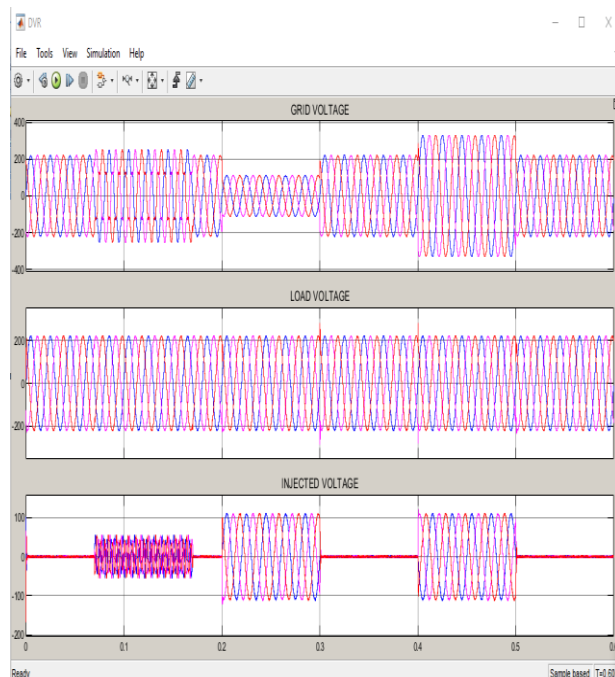 DVR
File Tools View Simulation Help
GRID VOLTAGE
400
200
0
-200
-400
LOAD VOLTAGE
200
0
-200
INJECTED VOLTAGE
100
0
-100
-200
0 0.1 0.2 0.3 0.4 0.5
Ready Sample based